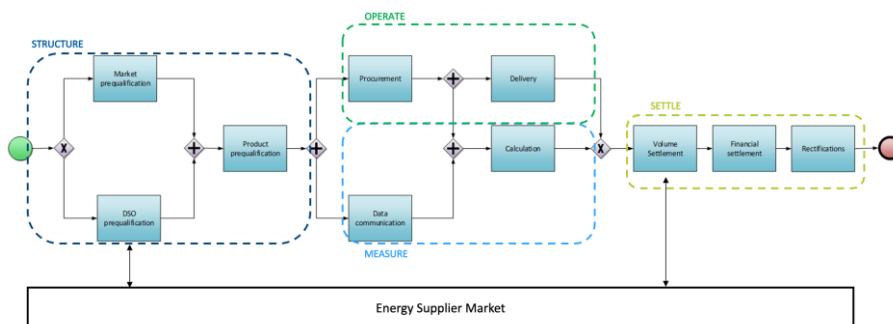 OPERATE
STRUCTURE
Market
prequalification
Procurement
Delivery
SETTLE
Product
prequalification
Calculation
Volume
Settlement
Financial
settlement
Rectifications
X
X
DSO
prequalification
Data
communication
MEASURE
Energy Supplier Market